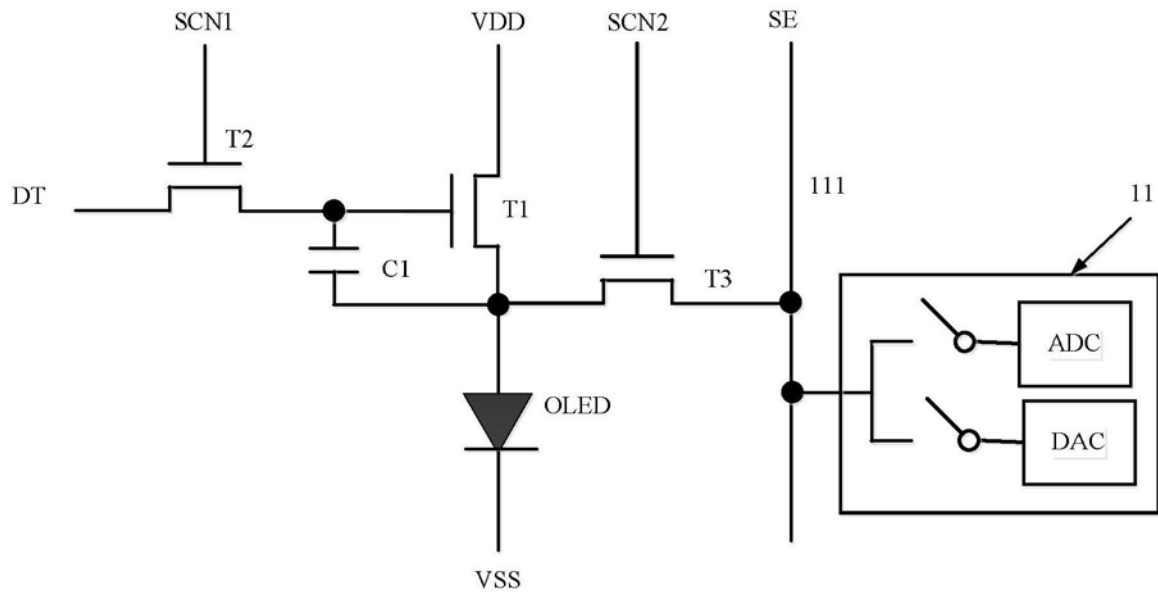 SCN1
VDD
SCN2
SE
T2
DT
T1
111
11
C1
T3
ADC
OLED
DAC
VSS